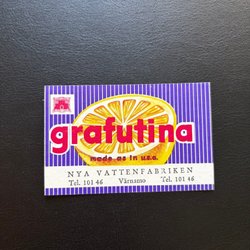 grafutina
made as in u.s.a.
NYA VATTENFABRIKEN
Tel. 101 46 Värnamo Tel. 101 46